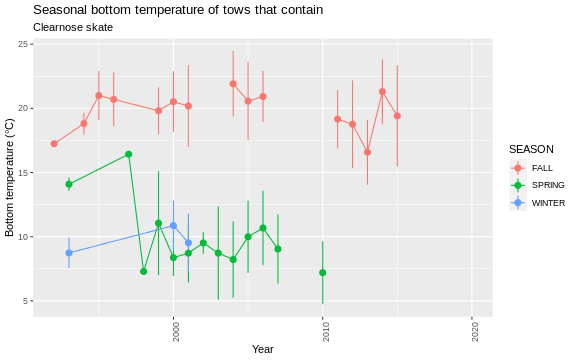 Seasonal bottom temperature of tows that contain
Clearnose skate
Bottom temperature (°C)
25
20
15
10
5
2000
2010
2020
Year
SEASON
FALL
SPRING
WINTER